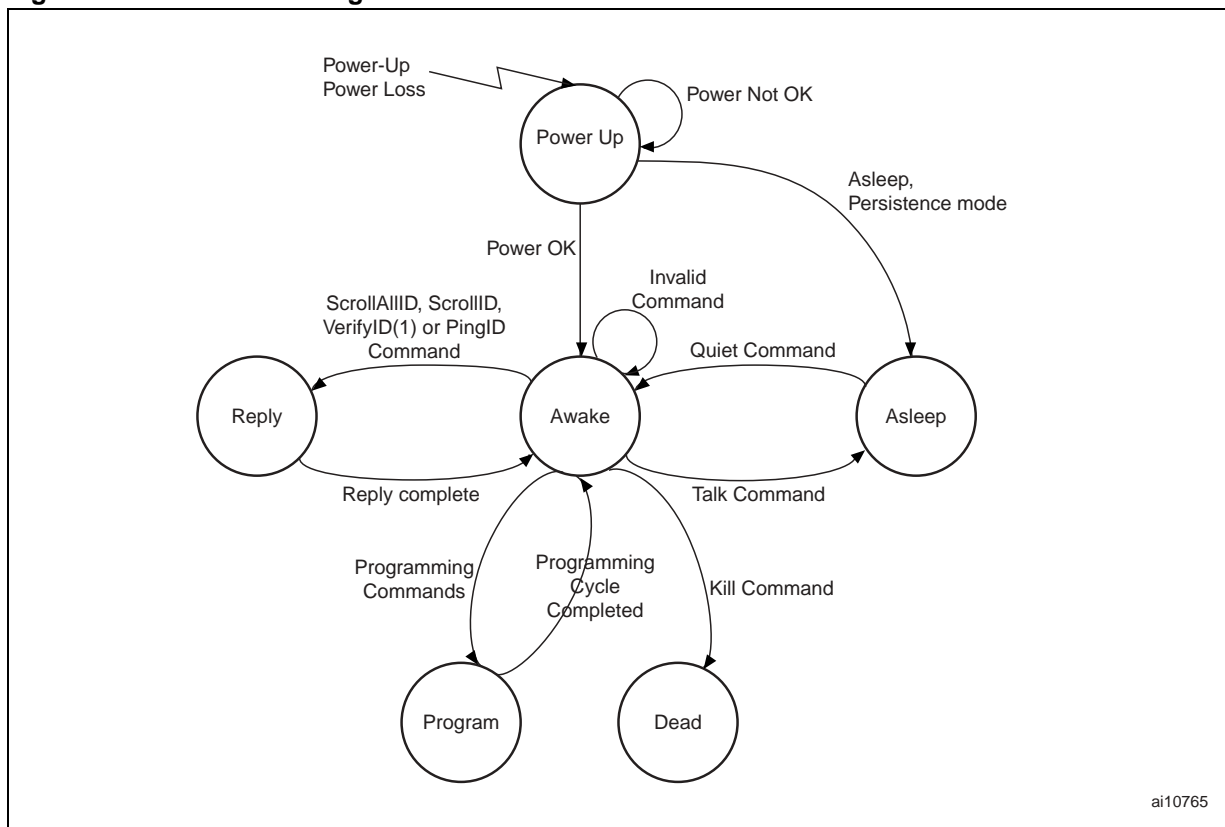 Power-Up
Power Loss
Power Not OK
Power Up
Asleep,
Persistence mode
Power OK
Invalid
Command
ScrollAllID, ScrollID,
VerifyID(1) or PingID
Command
Quiet Command
Reply
Awake
Asleep
Reply complete
Talk Command
Programming
Commands
Programming
Cycle
Completed
Kill Command
Program
Dead
ai10765